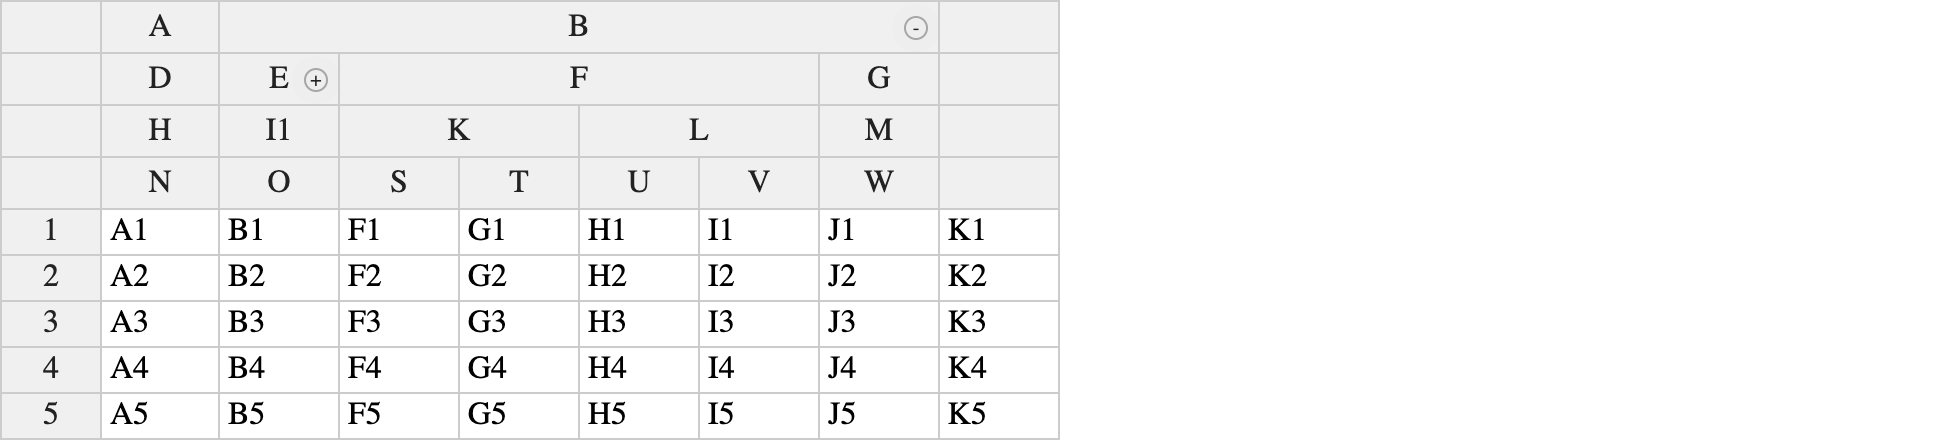 A B -
D E + F G
H I1 K L M
N O S T U V W
1 A1 B1 F1 G1 H1 I1 J1 K1
2 A2 B2 F2 G2 H2 I2 J2 K2
3 A3 B3 F3 G3 H3 I3 J3 K3
4 A4 B4 F4 G4 H4 I4 J4 K4
5 A5 B5 F5 G5 H5 I5 J5 K5